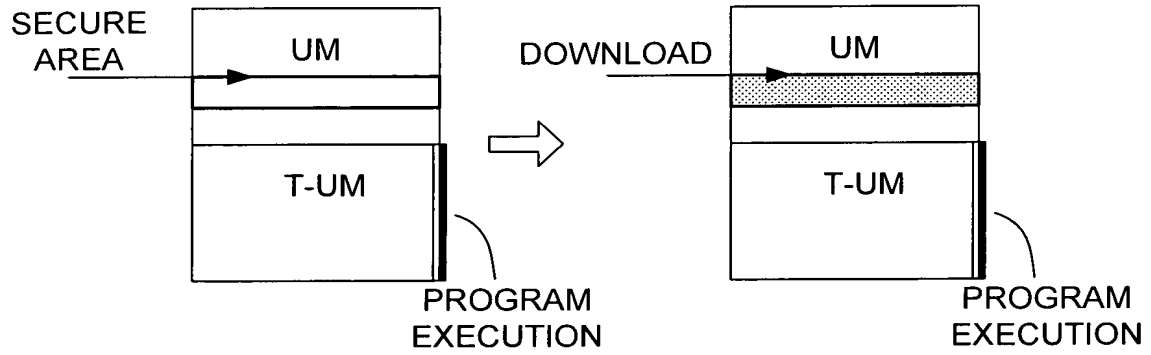 SECURE
AREA
UM
T-UM
PROGRAM
EXECUTION
DOWNLOAD
UM
T-UM
PROGRAM
EXECUTION